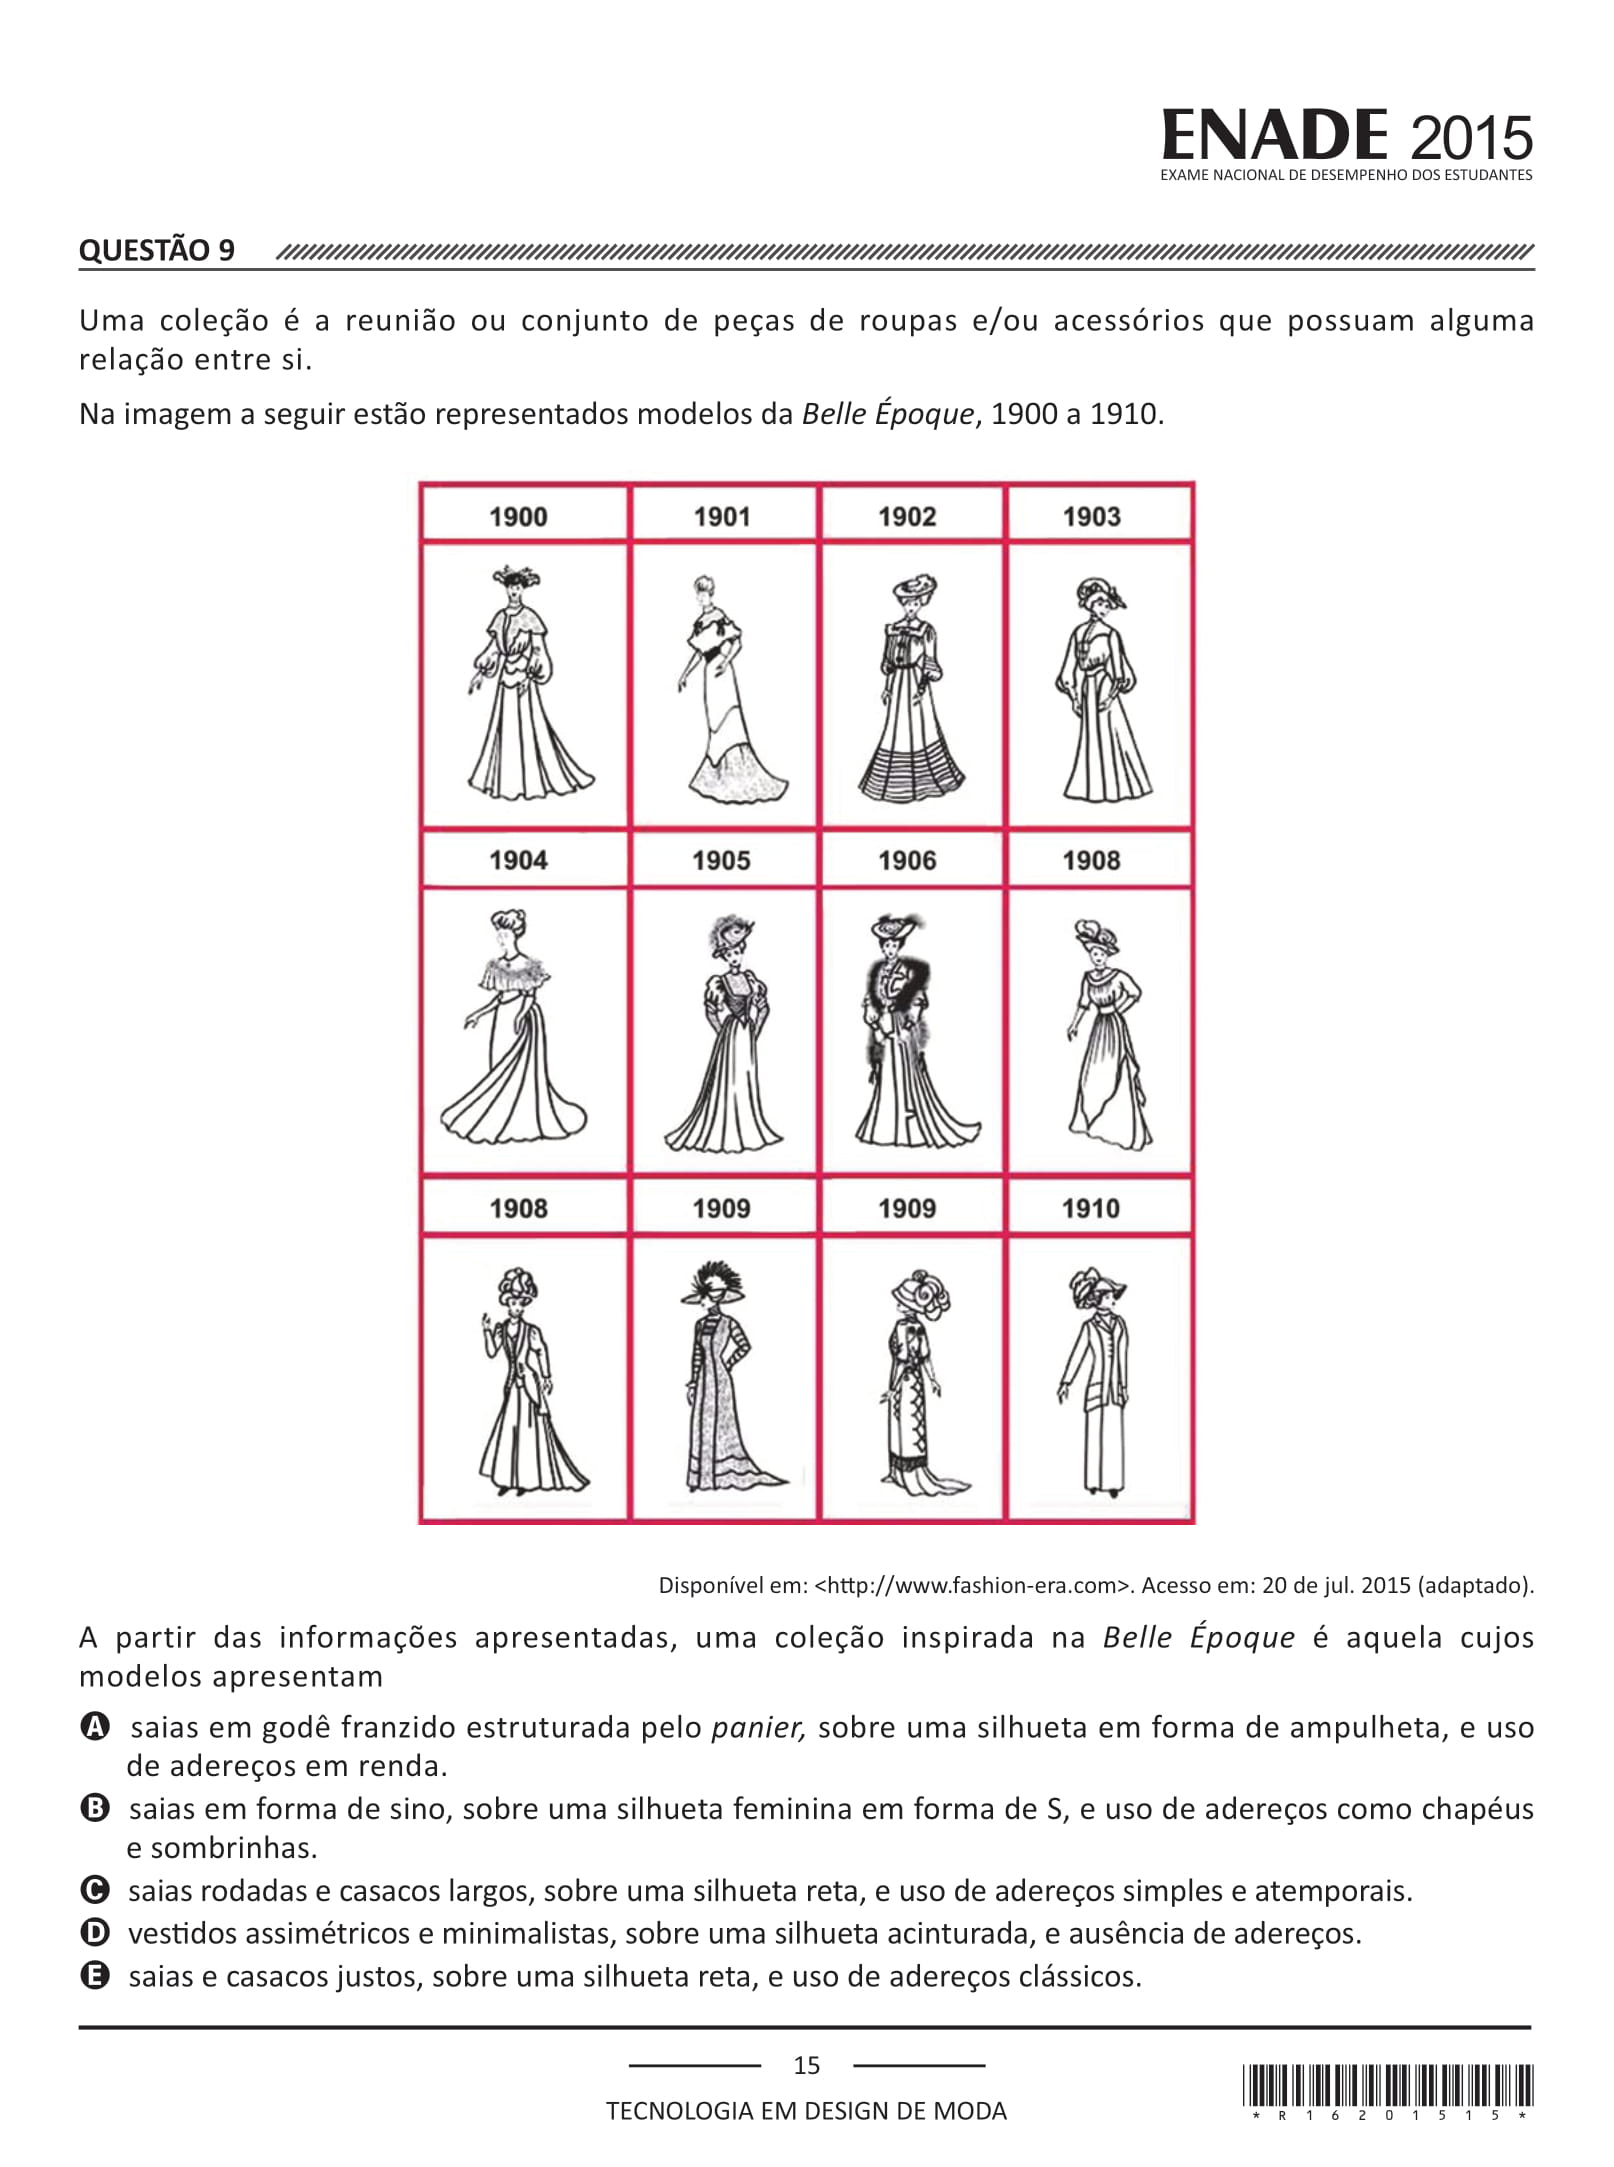 ENADE 2015
EXAME NACIONAL DE DESEMPENHO DOS ESTUDANTES
QUESTÃO 9
Uma coleção é a reunião ou conjunto de peças de roupas e/ou acessórios que possuam alguma
relação entre si.
Na imagem a seguir estão representados modelos da Belle Époque, 1900 a 1910.
1900 1901 1902 1903
1904 1905 1906 1908
1908 1909 1909 1910
Disponível em: <http://www.fashion-era.com>. Acesso em: 20 de jul. 2015 (adaptado).
A partir das informações apresentadas, uma coleção inspirada na Belle Époque é aquela cujos
modelos apresentam
A saias em godê franzido estruturada pelo panier, sobre uma silhueta em forma de ampulheta, e uso
de adereços em renda.
B saias em forma de sino, sobre uma silhueta feminina em forma de S, e uso de adereços como chapéus
e sombrinhas.
C saias rodadas e casacos largos, sobre uma silhueta reta, e uso de adereços simples e atemporais.
D vestidos assimétricos e minimalistas, sobre uma silhueta acinturada, e ausência de adereços.
E saias e casacos justos, sobre uma silhueta reta, e uso de adereços clássicos.
15
TECNOLOGIA EM DESIGN DE MODA
* R 1 6 2 0 1 5 1 5 *